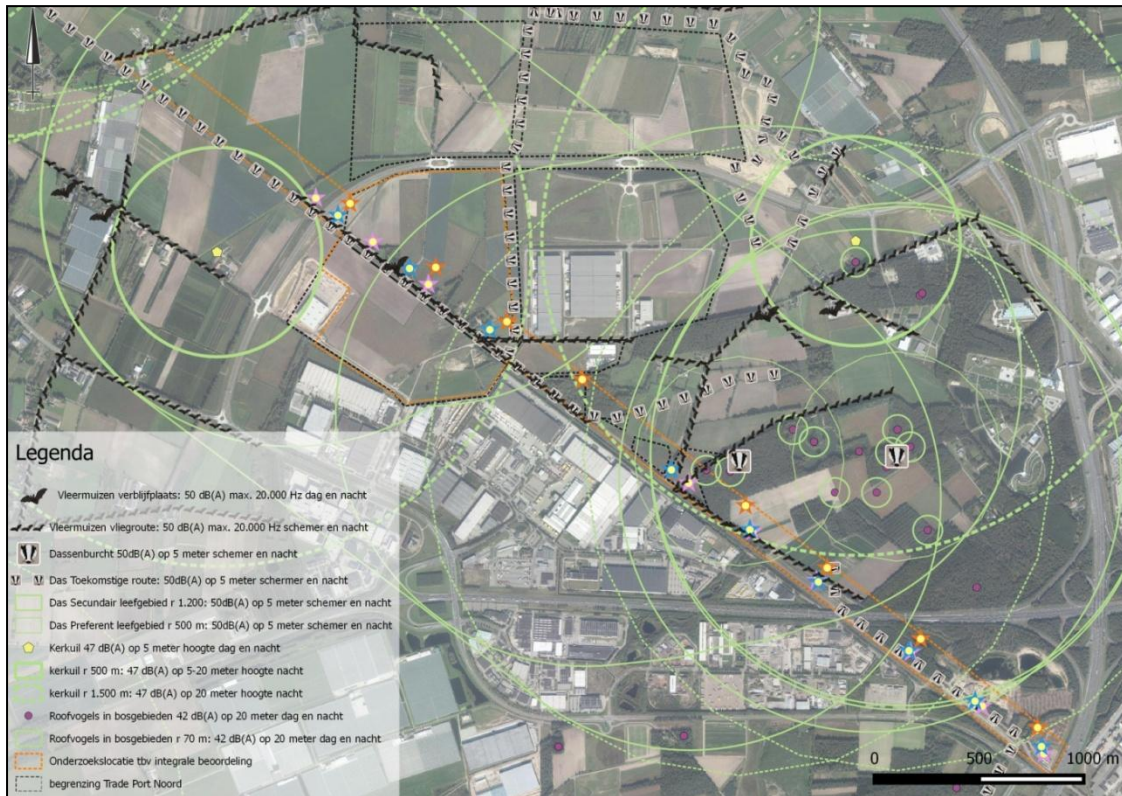 Legenda
Vleermuizen verblijfplaats: 50 dB(A) max. 20.000 Hz dag en nacht
Vleermuizen vliegroute: 50 dB(A) max. 20.000 Hz schemer en nacht
Dassenburcht 50dB(A) op 5 meter schemer en nacht
Das Toekomstige route: 50dB(A) op 5 meter schermer en nacht
Das Secundair leefgebied r 1.200: 50dB(A) op 5 meter schemer en nacht
Das Preferent leefgebied r 500 m: 50dB(A) op 5 meter schemer en nacht
Kerkuil 47 dB(A) op 5 meter hoogte dag en nacht
kerkuil r 500 m: 47 dB(A) op 5-20 meter hoogte nacht
kerkuil r 1.500 m: 47 dB(A) op 20 meter hoogte nacht
Roofvogels in bosgebieden 42 dB(A) op 20 meter dag en nacht
Roofvogels in bosgebieden r 70 m: 42 dB(A) op 20 meter dag en nacht
Onderzoekslocatie tbv integrale beoordeling
begrenzing Trade Port Noord
0 500 1000 m